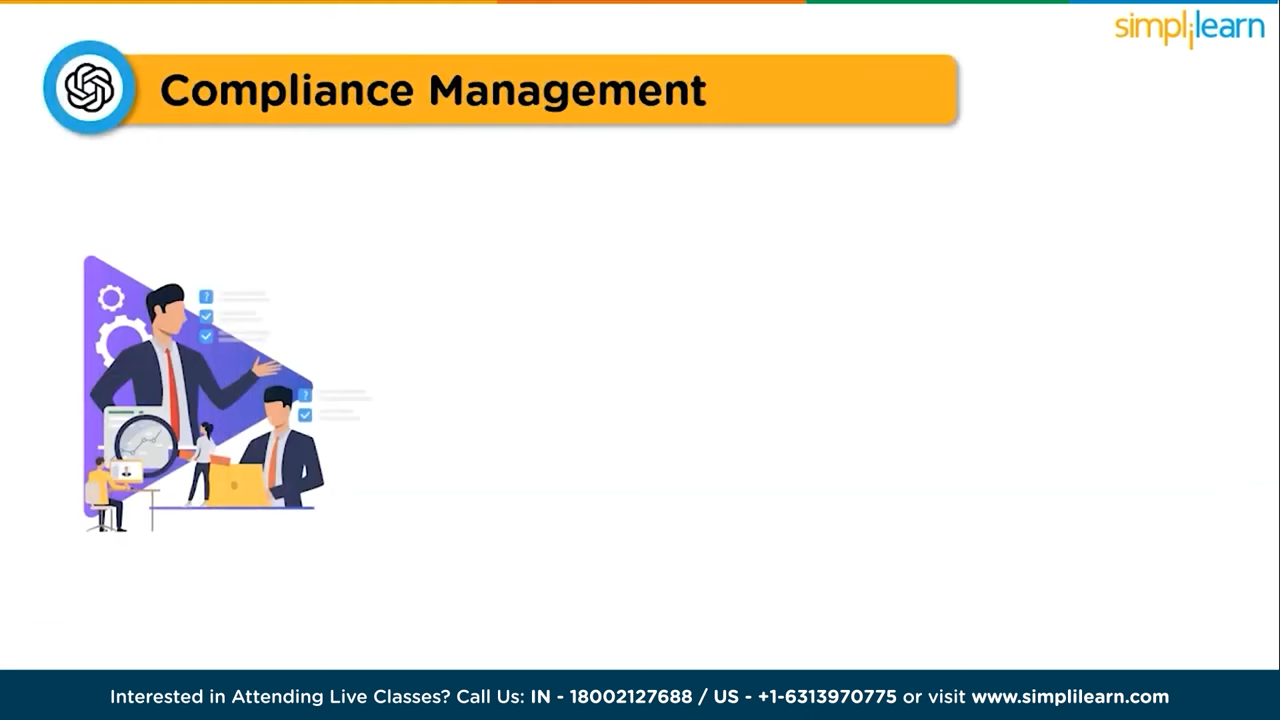 simplilearn
Compliance Management
?
?
Interested in Attending Live Classes? Call Us: IN - 18002127688 / US - +1-6313970775 or visit www.simplilearn.com